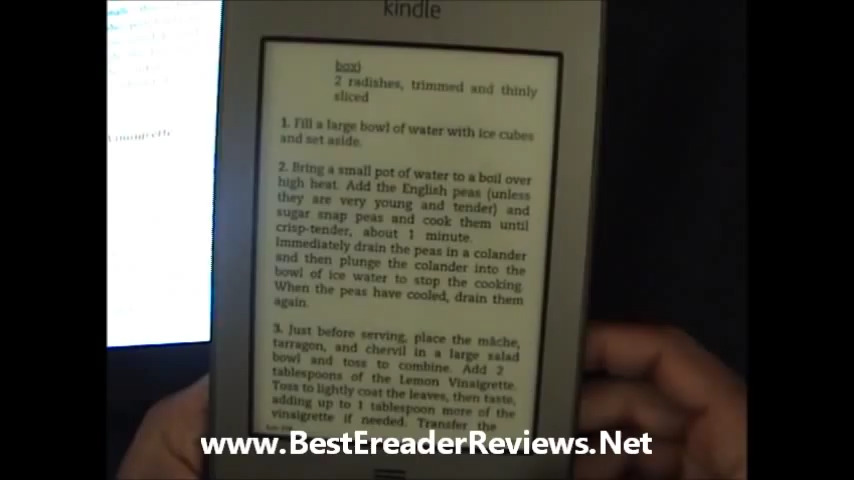 kindle
box)
2 radishes, trimmed and thinly
sliced
1. Fill a large bowl of water with ice cubes
and set aside.
2. Bring a small pot of water to a boil over
high heat. Add the English peas (unless
they are very young and tender) and
sugar snap peas and cook them until
crisp-tender, about 1 minute.
Immediately drain the peas in a colander
and then plunge the colander into the
bowl of ice water to stop the cooking.
When the peas have cooled, drain them
again.
3. Just before serving, place the mâche,
tarragon, and chervil in a large salad
bowl and toss to combine. Add 2
tablespoons of the Lemon Vinaigrette.
Toss to lightly coat the leaves, then taste,
adding up to 1 tablespoon more of the
vinaigrette if needed. Transfer the
www.BestEreaderReviews.Net